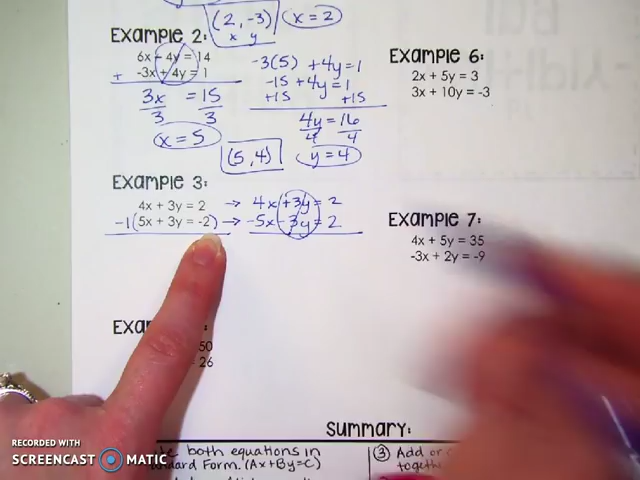 (2, -3) x = 2
x y
Example 2:
6x - 4y = 14
+ -3x + 4y = 1
3x = 15
3 3
x = 5
-3(5) + 4y = 1
-15 + 4y = 1
+15 +15
4y = 16
4 4
(5, 4) y = 4
Example 3:
4x + 3y = 2 → 4x + 3y = 2
-1(5x + 3y = -2) → -5x - 3y = 2
50
= 26
Example 6:
2x + 5y = 3
3x + 10y = -3
Example 7:
4x + 5y = 35
-3x + 2y = -9
Summary:
both equations in
Form. (Ax+By=C)
③ Add or
RECORDED WITH
SCREENCAST MATIC